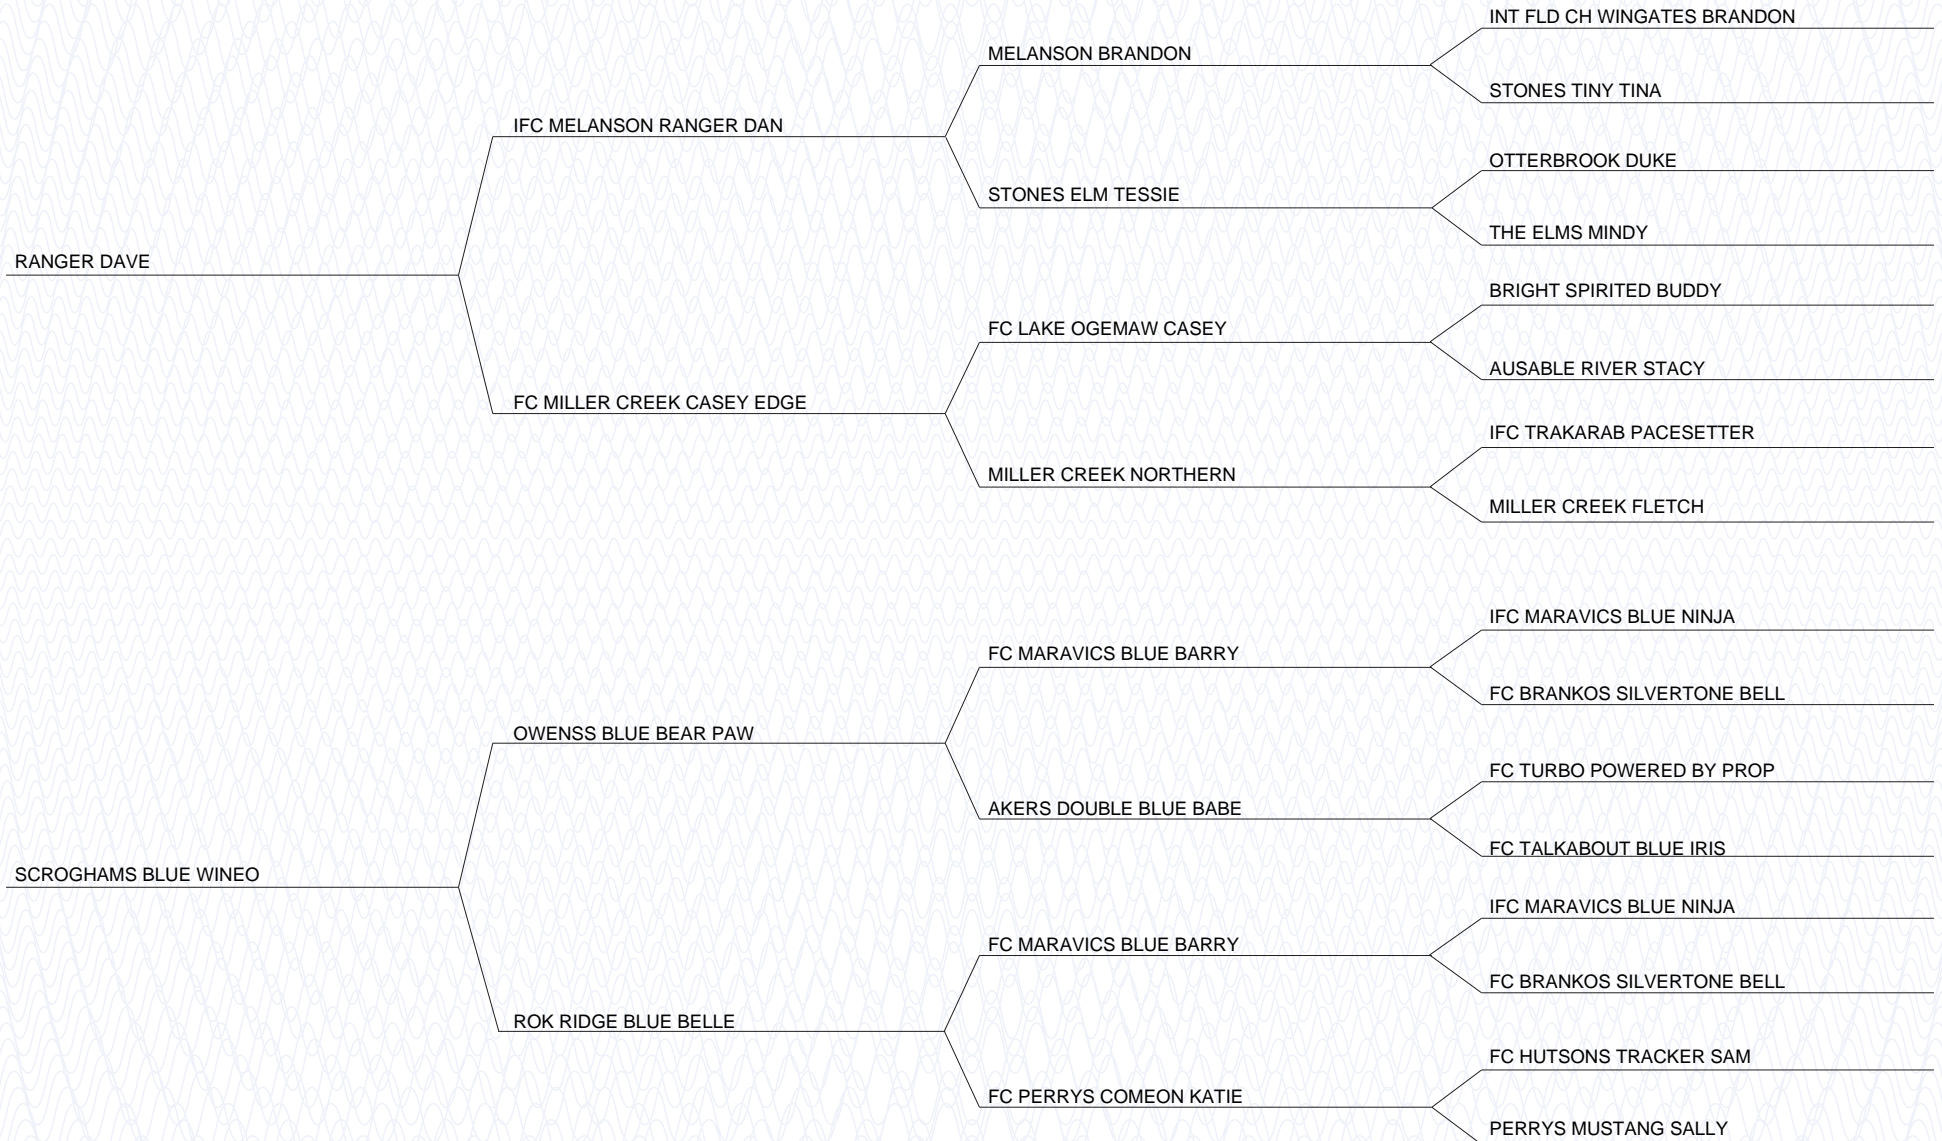 INT FLD CH WINGATES BRANDON
MELANSON BRANDON
STONES TINY TINA
IFC MELANSON RANGER DAN
OTTERBROOK DUKE
STONES ELM TESSIE
THE ELMS MINDY
RANGER DAVE
BRIGHT SPIRITED BUDDY
FC LAKE OGEMAW CASEY
AUSABLE RIVER STACY
FC MILLER CREEK CASEY EDGE
IFC TRAKARAB PACESETTER
MILLER CREEK NORTHERN
MILLER CREEK FLETCH
IFC MARAVICS BLUE NINJA
FC MARAVICS BLUE BARRY
FC BRANKOS SILVERTONE BELL
OWENSS BLUE BEAR PAW
FC TURBO POWERED BY PROP
AKERS DOUBLE BLUE BABE
FC TALKABOUT BLUE IRIS
SCROGHAMS BLUE WINEO
IFC MARAVICS BLUE NINJA
FC MARAVICS BLUE BARRY
FC BRANKOS SILVERTONE BELL
ROK RIDGE BLUE BELLE
FC HUTSONS TRACKER SAM
FC PERRYS COMEON KATIE
PERRYS MUSTANG SALLY